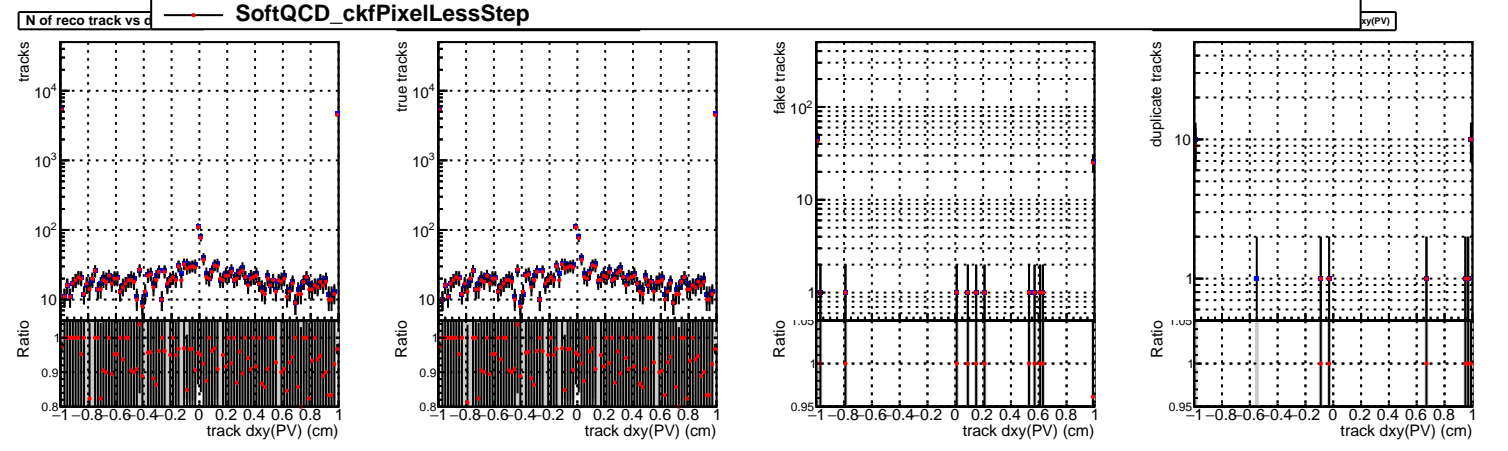 SoftQCD_ckfPixelLessStep
N of reco track vs d
xy(PV)
tracks
10⁴
10³
10²
10
Ratio
1
0.9
0.8
−1 −0.8 −0.6 −0.4 −0.2 0 0.2 0.4 0.6 0.8 1
track dxy(PV) (cm)
true tracks
10⁴
10³
10²
10
Ratio
1
0.9
0.8
−1 −0.8 −0.6 −0.4 −0.2 0 0.2 0.4 0.6 0.8 1
track dxy(PV) (cm)
fake tracks
10²
10
1
Ratio
1.05
1
0.95
−1 −0.8 −0.6 −0.4 −0.2 0 0.2 0.4 0.6 0.8 1
track dxy(PV) (cm)
duplicate tracks
10
1
Ratio
1.05
1
0.95
−1 −0.8 −0.6 −0.4 −0.2 0 0.2 0.4 0.6 0.8 1
track dxy(PV) (cm)